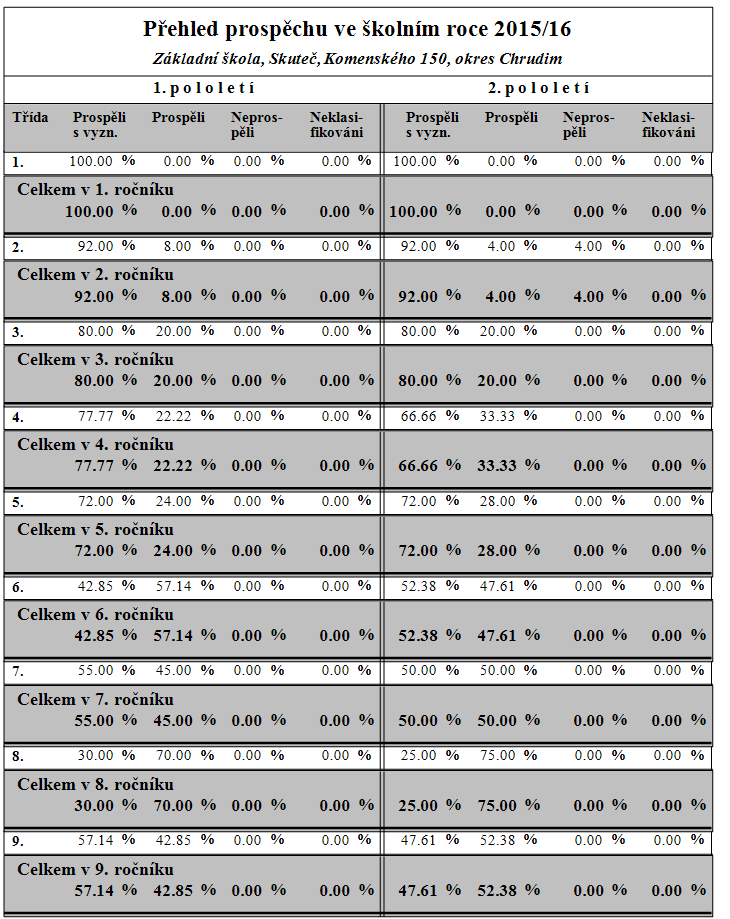 Přehled prospěchu ve školním roce 2015/16
Základní škola, Skuteč, Komenského 150, okres Chrudim
1. p o l o l e t í 2. p o l o l e t í
Třída Prospěli Prospěli Nepros- Neklasi- Prospěli Prospěli Nepros- Neklasi-
s vyzn. pěli fikováni s vyzn. pěli fikováni
1. 100.00 % 0.00 % 0.00 % 0.00 % 100.00 % 0.00 % 0.00 % 0.00 %
Celkem v 1. ročníku
100.00 % 0.00 % 0.00 % 0.00 % 100.00 % 0.00 % 0.00 % 0.00 %
2. 92.00 % 8.00 % 0.00 % 0.00 % 92.00 % 4.00 % 4.00 % 0.00 %
Celkem v 2. ročníku
92.00 % 8.00 % 0.00 % 0.00 % 92.00 % 4.00 % 4.00 % 0.00 %
3. 80.00 % 20.00 % 0.00 % 0.00 % 80.00 % 20.00 % 0.00 % 0.00 %
Celkem v 3. ročníku
80.00 % 20.00 % 0.00 % 0.00 % 80.00 % 20.00 % 0.00 % 0.00 %
4. 77.77 % 22.22 % 0.00 % 0.00 % 66.66 % 33.33 % 0.00 % 0.00 %
Celkem v 4. ročníku
77.77 % 22.22 % 0.00 % 0.00 % 66.66 % 33.33 % 0.00 % 0.00 %
5. 72.00 % 24.00 % 0.00 % 0.00 % 72.00 % 28.00 % 0.00 % 0.00 %
Celkem v 5. ročníku
72.00 % 24.00 % 0.00 % 0.00 % 72.00 % 28.00 % 0.00 % 0.00 %
6. 42.85 % 57.14 % 0.00 % 0.00 % 52.38 % 47.61 % 0.00 % 0.00 %
Celkem v 6. ročníku
42.85 % 57.14 % 0.00 % 0.00 % 52.38 % 47.61 % 0.00 % 0.00 %
7. 55.00 % 45.00 % 0.00 % 0.00 % 50.00 % 50.00 % 0.00 % 0.00 %
Celkem v 7. ročníku
55.00 % 45.00 % 0.00 % 0.00 % 50.00 % 50.00 % 0.00 % 0.00 %
8. 30.00 % 70.00 % 0.00 % 0.00 % 25.00 % 75.00 % 0.00 % 0.00 %
Celkem v 8. ročníku
30.00 % 70.00 % 0.00 % 0.00 % 25.00 % 75.00 % 0.00 % 0.00 %
9. 57.14 % 42.85 % 0.00 % 0.00 % 47.61 % 52.38 % 0.00 % 0.00 %
Celkem v 9. ročníku
57.14 % 42.85 % 0.00 % 0.00 % 47.61 % 52.38 % 0.00 % 0.00 %